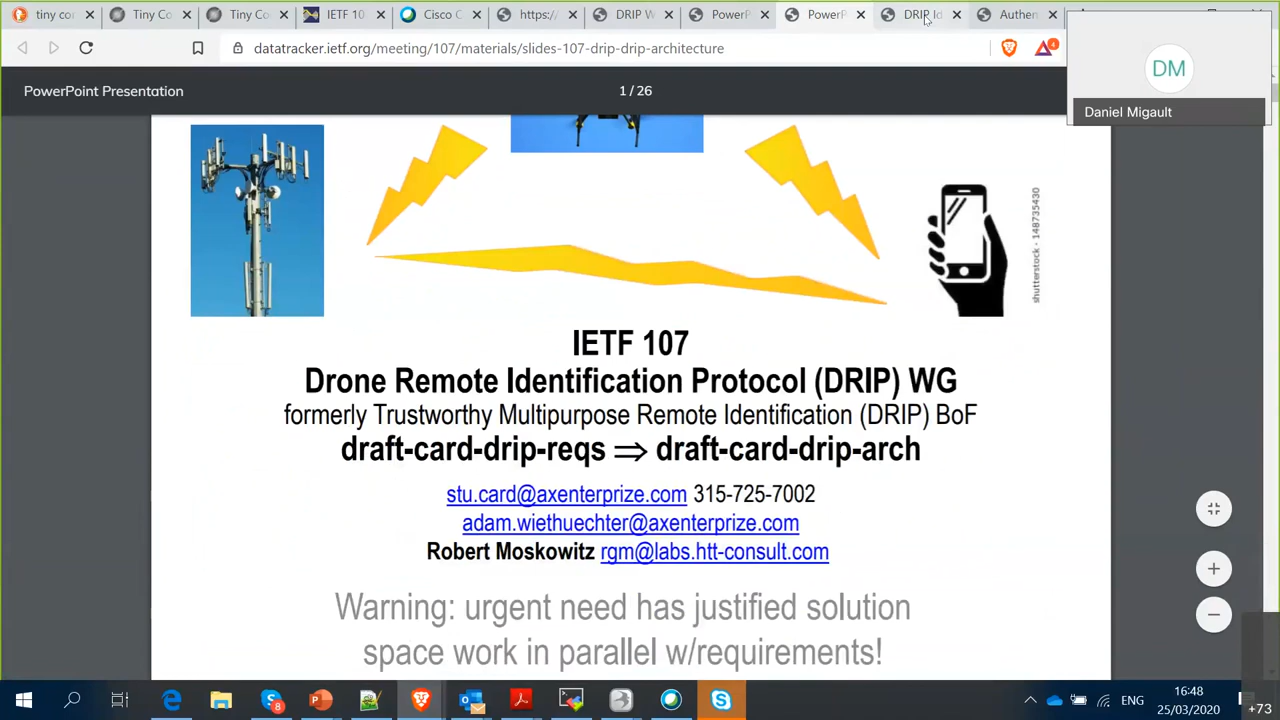 tiny co
Tiny Co
Tiny Co
IETF 10
Cisco C
https:/
DRIP W
PowerP
PowerP
DRIP Id
Authen
datatracker.ietf.org/meeting/107/materials/slides-107-drip-drip-architecture
4
DM
Daniel Migault
PowerPoint Presentation
1 / 26
shutterstock · 148735430
IETF 107
Drone Remote Identification Protocol (DRIP) WG
formerly Trustworthy Multipurpose Remote Identification (DRIP) BoF
draft-card-drip-reqs ⇒ draft-card-drip-arch
stu.card@axenterprize.com 315-725-7002
adam.wiethuechter@axenterprize.com
Robert Moskowitz rgm@labs.htt-consult.com
Warning: urgent need has justified solution
space work in parallel w/requirements!
8
ENG
16:48
25/03/2020
+73